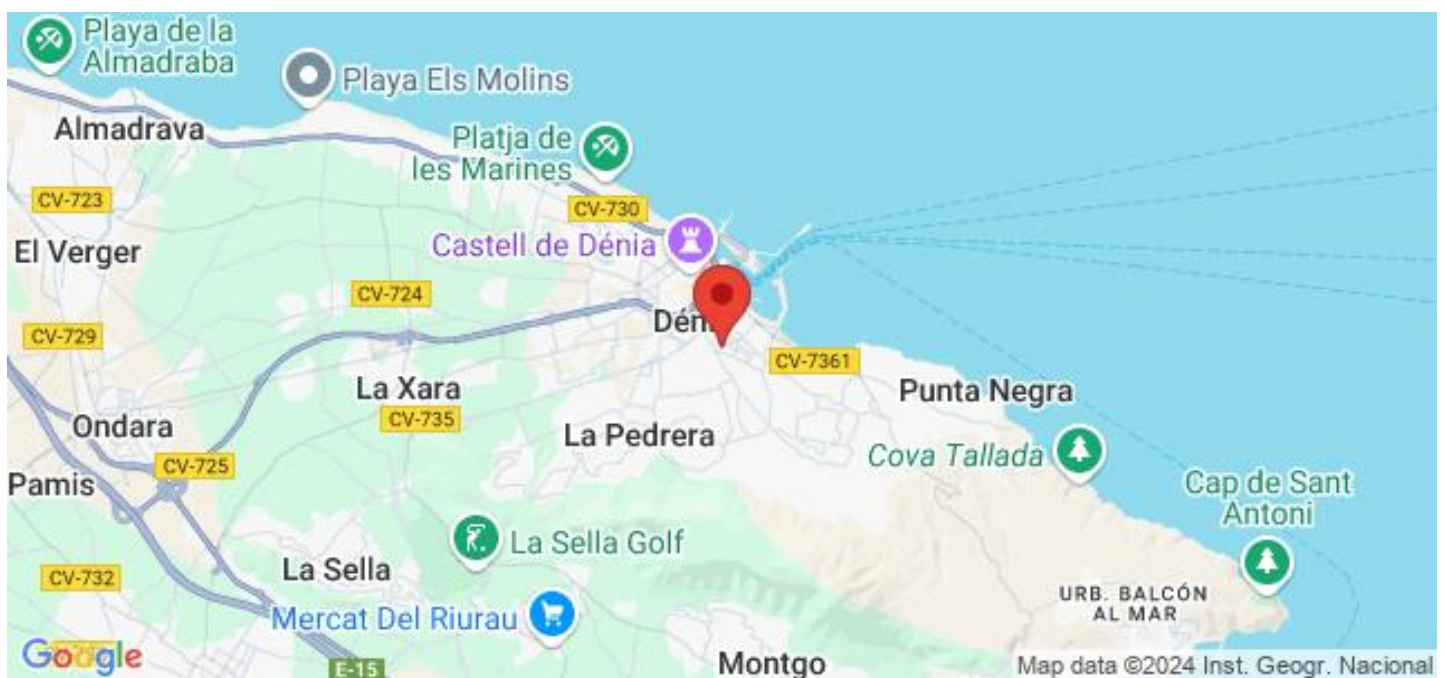 Playa de la
Almadraba
Playa Els Molins
Almadrava
Platja de
les Marines
CV-723
CV-730
El Verger
Castell de Dénia
CV-724
CV-729
CV-7361
La Xara
Punta Negra
CV-735
Ondara
La Pedrera
Cova Tallada
CV-725
Pamis
Cap de Sant
Antoni
La Sella Golf
La Sella
CV-732
URB. BALCÓN
AL MAR
Mercat Del Riurau
Google
E-15
Montgo
Map data ©2024 Inst. Geogr. Nacional